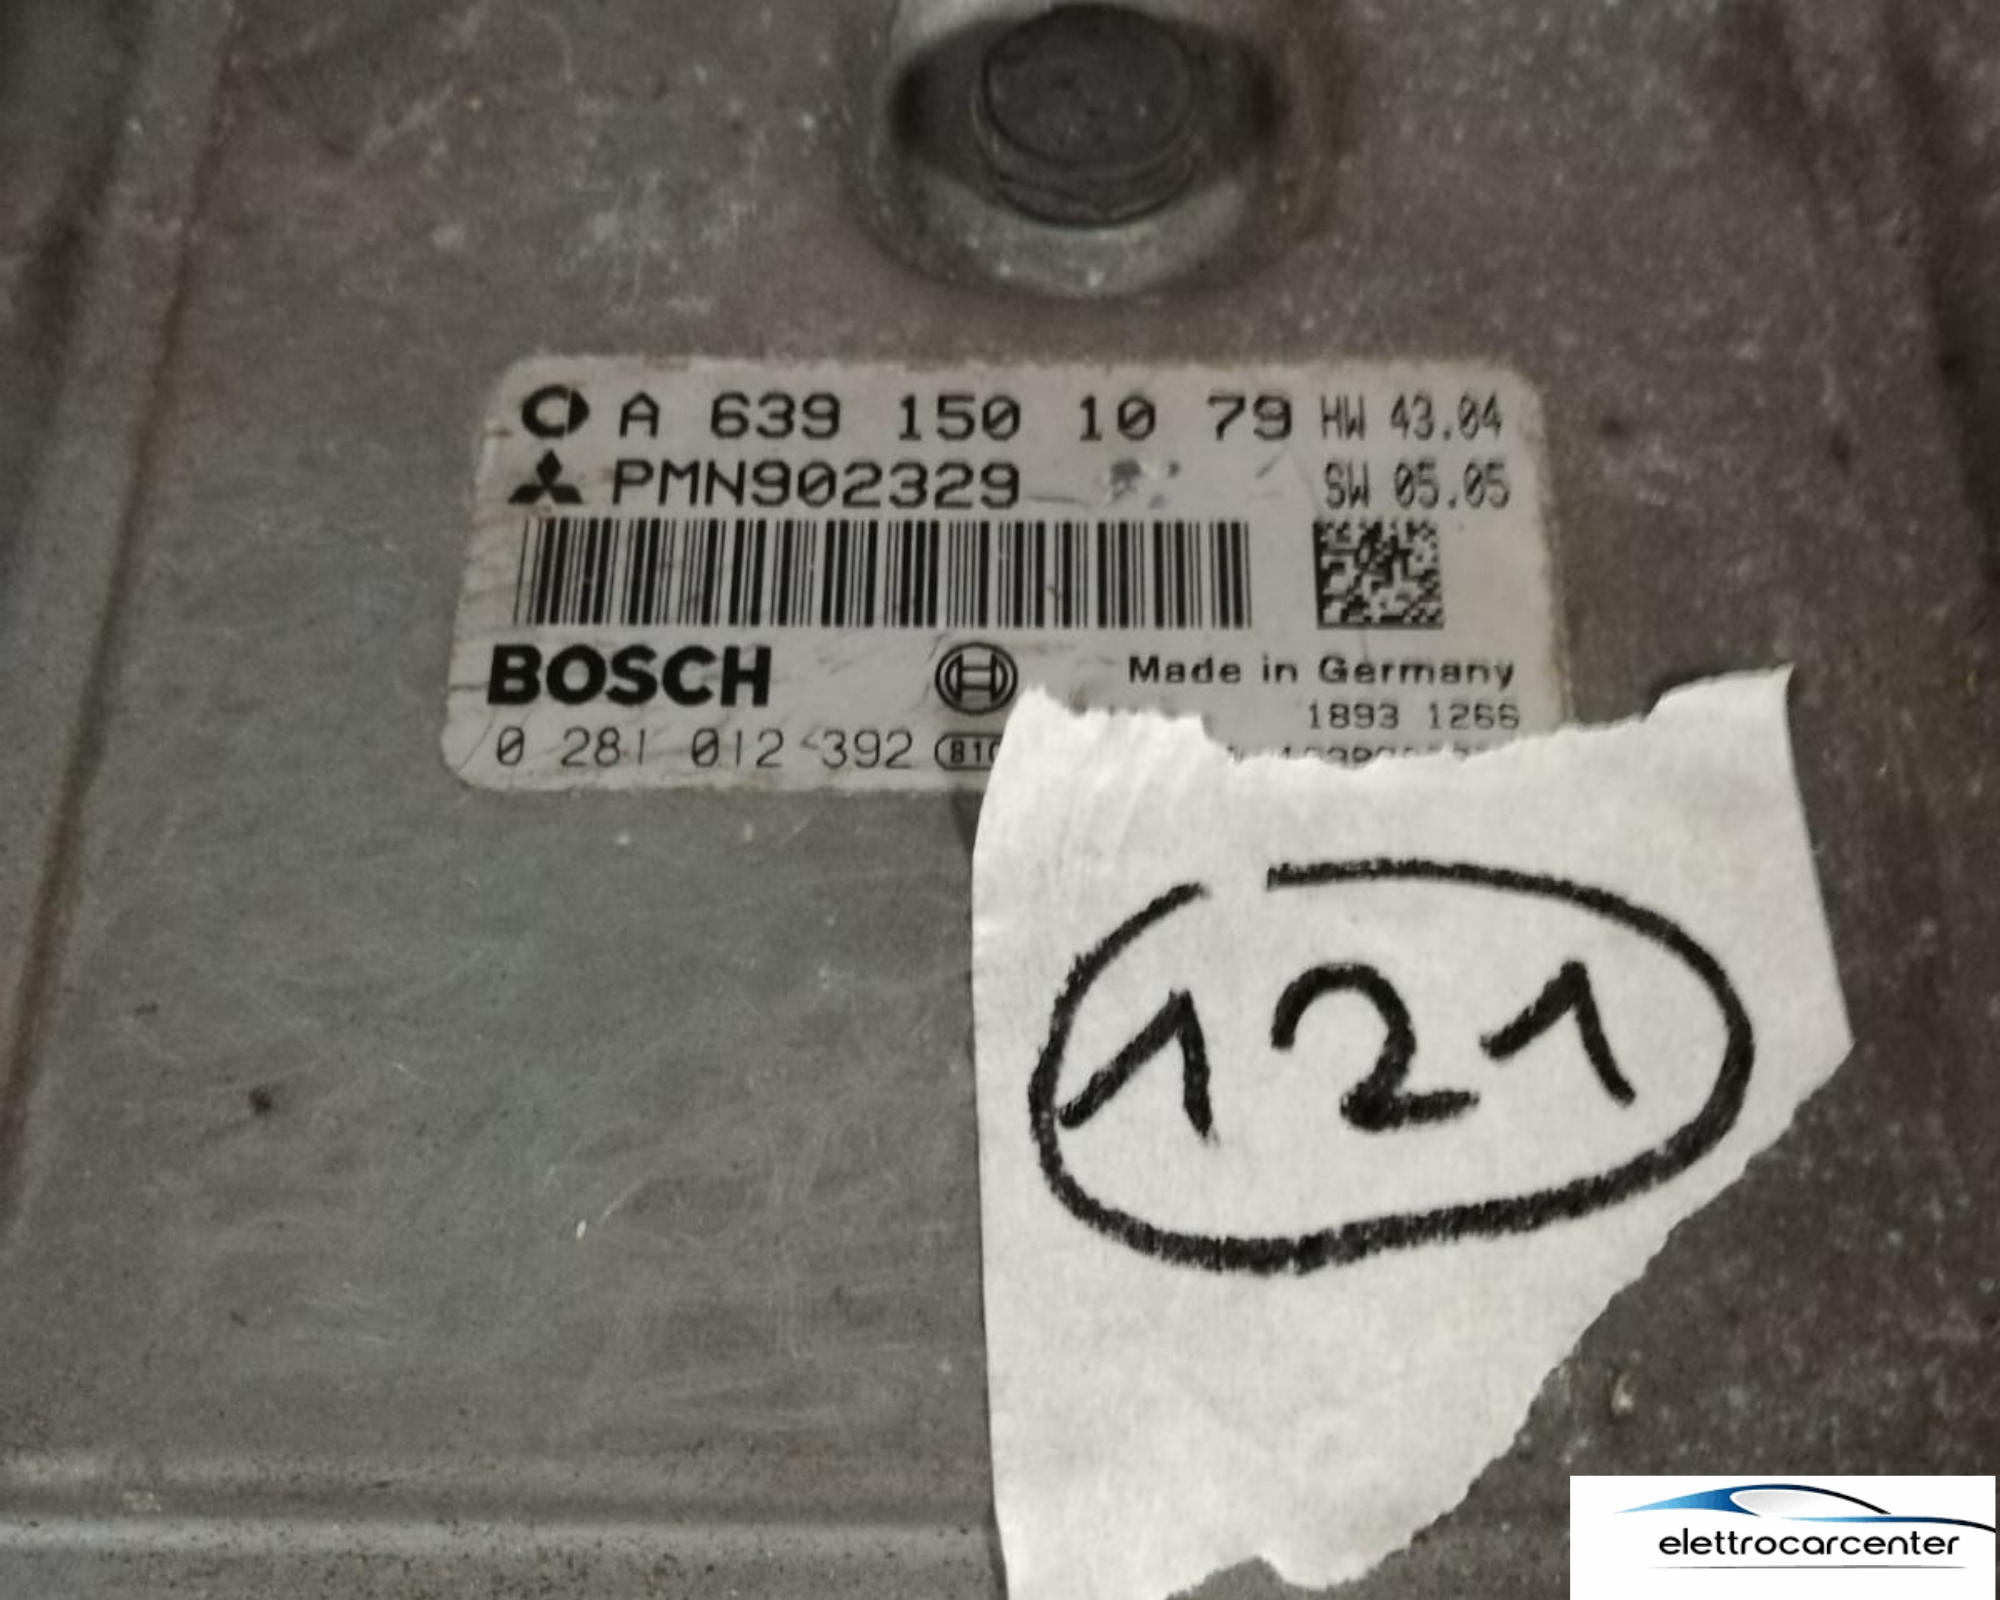 A 639 150 10 79 HW 43.04
PMN902329 SW 05.05
BOSCH
Made in Germany
1893 1266
0 281 012 392
121
elettrocarcenter